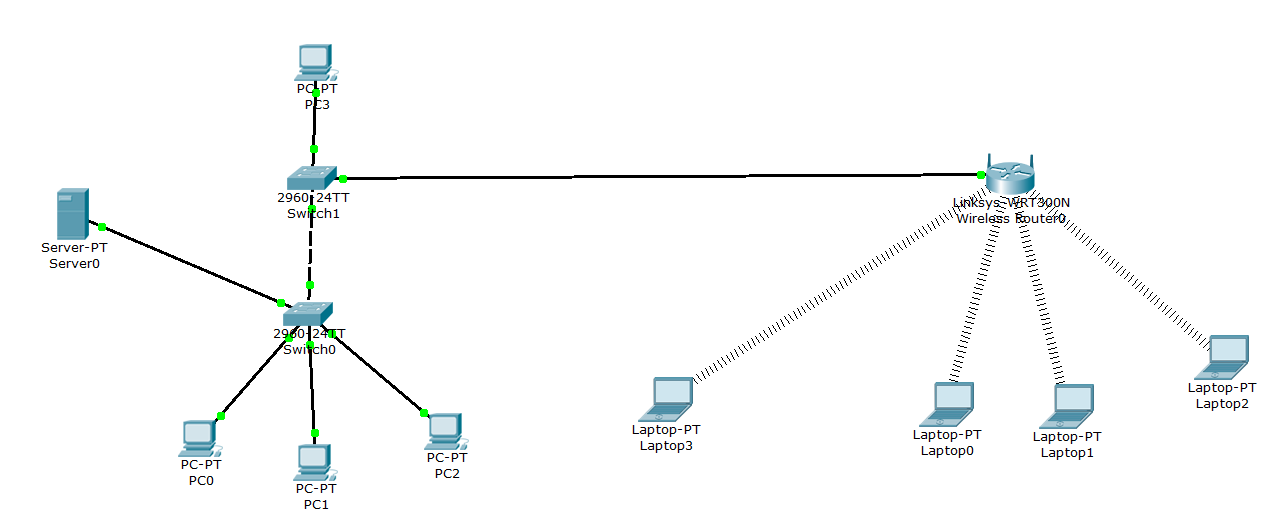 PC-PT
PC3
2960-24TT
Switch1
Linksys-WRT300N
Wireless Router0
Server-PT
Server0
2960-24TT
Switch0
Laptop-PT
Laptop2
Laptop-PT
Laptop3
Laptop-PT
Laptop0
Laptop-PT
Laptop1
PC-PT
PC0
PC-PT
PC1
PC-PT
PC2